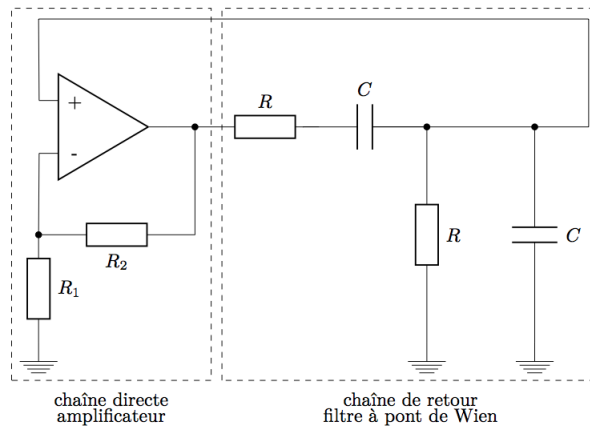 +
-
R
C
R
C
R₂
R₁
chaîne directe
amplificateur
chaîne de retour
filtre à pont de Wien